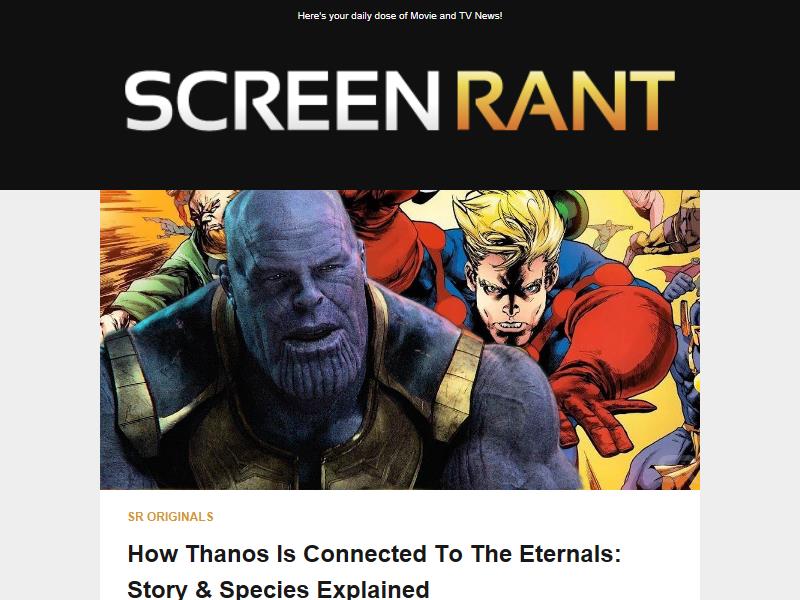 Here's your daily dose of Movie and TV News!
SCREEN RANT
SR ORIGINALS
How Thanos Is Connected To The Eternals:
Story & Species Explained